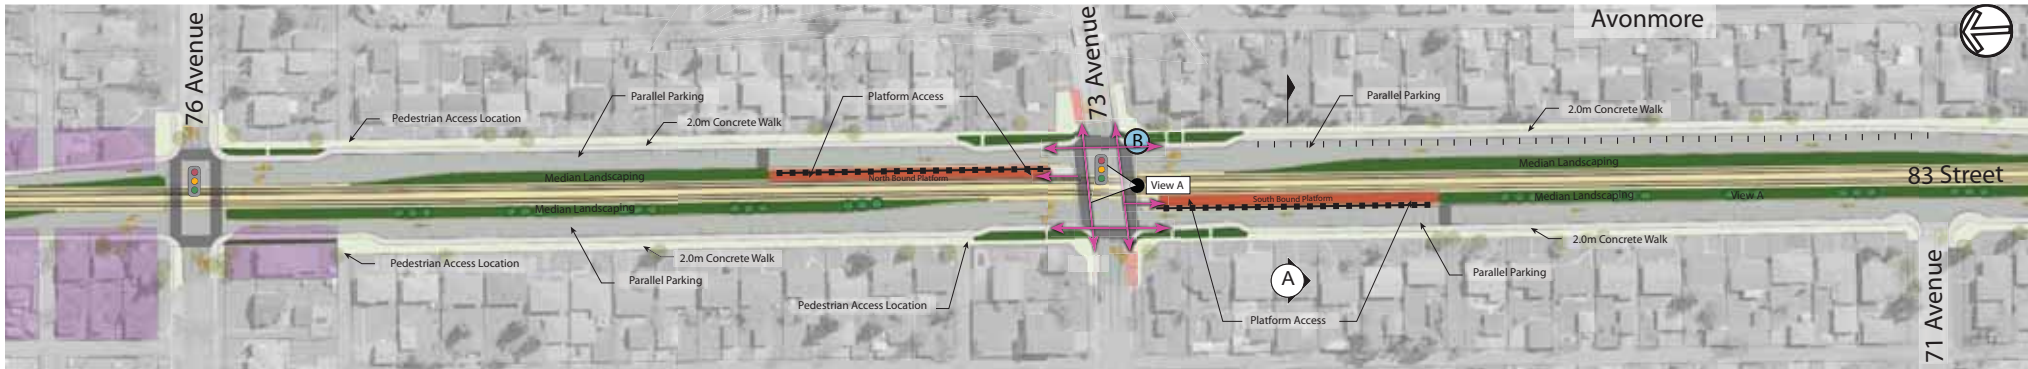 Avonmore
76 Avenue
73 Avenue
Parallel Parking
Platform Access
Parallel Parking
2.0m Concrete Walk
Pedestrian Access Location
2.0m Concrete Walk
B
Median Landscaping
Median Landscaping
North Bound Platform
View A
83 Street
South Bound Platform
Median Landscaping
View A
Median Landscaping
2.0m Concrete Walk
Pedestrian Access Location
2.0m Concrete Walk
Parallel Parking
Parallel Parking
A
Pedestrian Access Location
Platform Access
71 Avenue